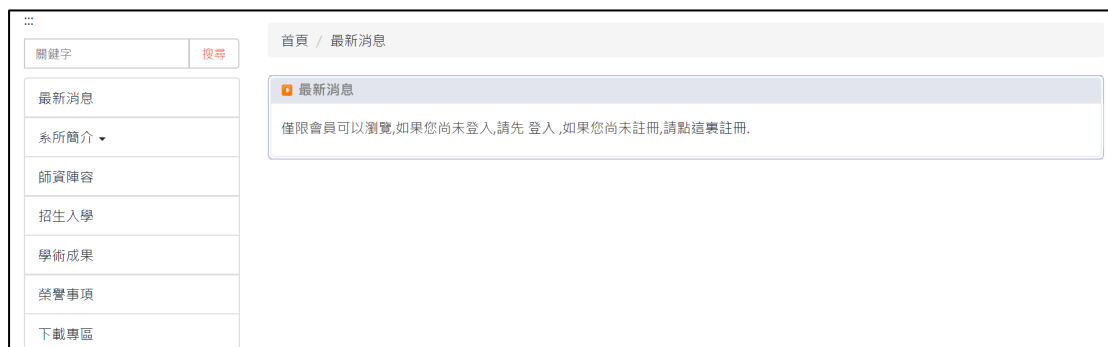 :::
關鍵字 搜尋
最新消息
系所簡介
師資陣容
招生入學
學術成果
榮譽事項
下載專區
首頁 / 最新消息
最新消息
僅限會員可以瀏覽,如果您尚未登入,請先 登入 ,如果您尚未註冊,請點這裏註冊.